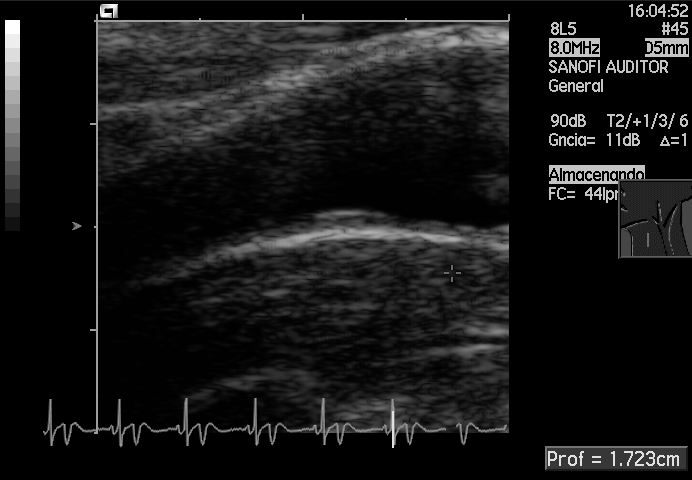 16:04:52
8L5 #45
8.0MHz D5mm
SANOFI AUDITOR
General
90dB T2/+1/3/ 6
Gncia= 11dB Δ=1
Almacenando
FC= 44lpm
Prof = 1.723cm